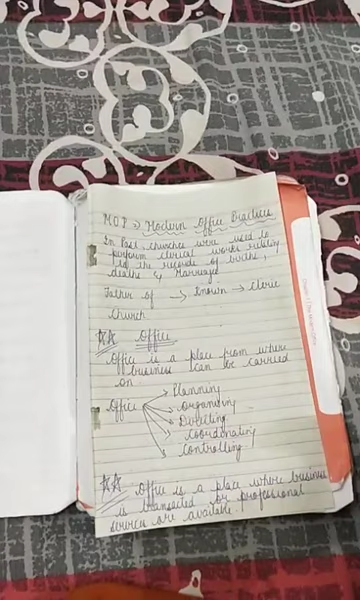 M.O.P → Modern Office Practices
In Past churches were used to
perform clerical works relating
to the records of births,
deaths & Marriages
Father of → known → Cleric
Church
Office
Office is a place from where
business can be carried
on
Office
Planning
Organising
Directing
Coordinating
Controlling
Office is a place where business
is transacted or professional
services are available